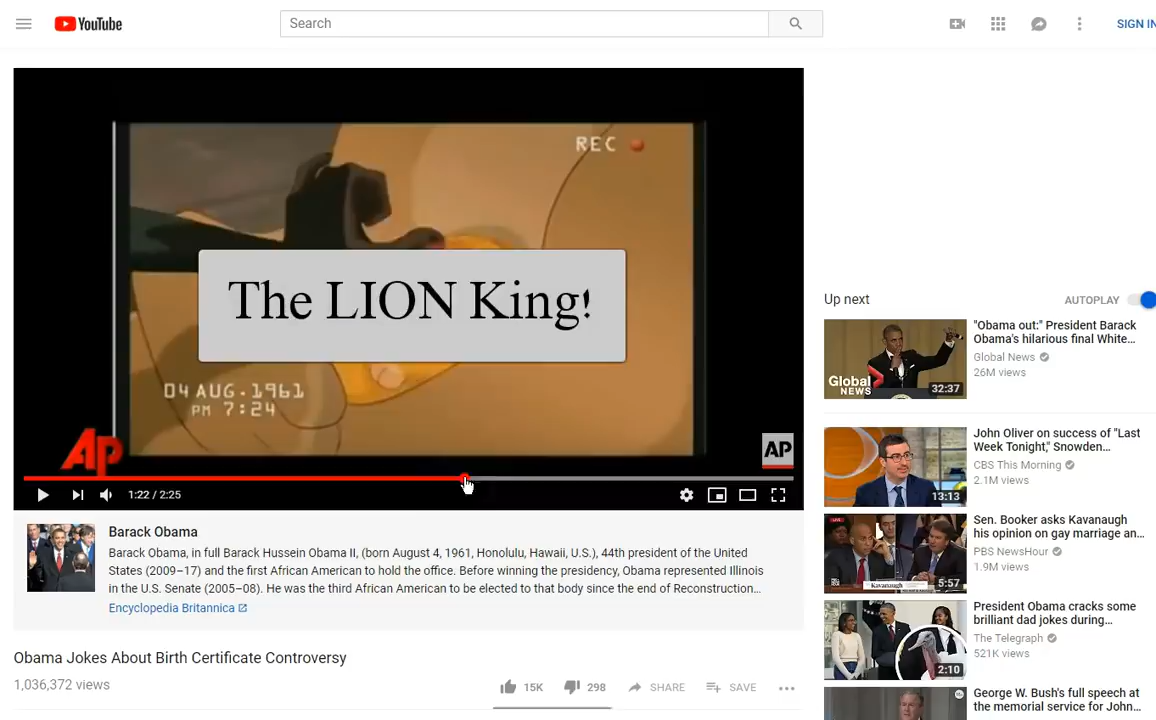 YouTube
Search
SIGN IN
REC
The LION King!
04 AUG.1961
PM 7:24
AP
AP
1:22 / 2:25
Barack Obama
Barack Obama, in full Barack Hussein Obama II, (born August 4, 1961, Honolulu, Hawaii, U.S.), 44th president of the United
States (2009–17) and the first African American to hold the office. Before winning the presidency, Obama represented Illinois
in the U.S. Senate (2005–08). He was the third African American to be elected to that body since the end of Reconstruction...
Encyclopedia Britannica
Obama Jokes About Birth Certificate Controversy
1,036,372 views
15K
298
SHARE
SAVE
Up next
AUTOPLAY
Global
NEWS
32:37
"Obama out:" President Barack
Obama's hilarious final White...
Global News
26M views
13:13
John Oliver on success of "Last
Week Tonight," Snowden...
CBS This Morning
2.1M views
LIVE
Kavanaugh
5:57
Sen. Booker asks Kavanaugh
his opinion on gay marriage an...
PBS NewsHour
1.9M views
2:10
President Obama cracks some
brilliant dad jokes during...
The Telegraph
521K views
George W. Bush's full speech at
the memorial service for John...